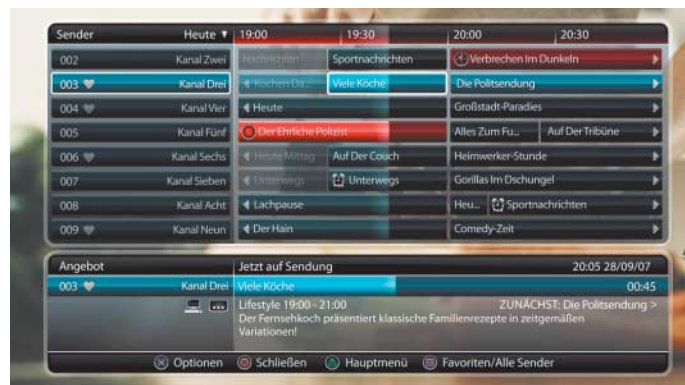 Sender Heute ▼ 19:00 19:30 20:00 20:30
002 Kanal Zwei Nachrichten Sportnachrichten Verbrechen Im Dunkeln
003 Kanal Drei Kochen Da... Viele Köche Die Politsendung
004 Kanal Vier Heute Großstadt-Paradies
005 Kanal Fünf Der Ehrliche Polizist Alles Zum Fu... Auf Der Tribüne
006 Kanal Sechs Heute Mittag Auf Der Couch Heimwerker-Stunde
007 Kanal Sieben Unterwegs Unterwegs Gorillas Im Dschungel
008 Kanal Acht Lachpause Heu... Sportnachrichten
009 Kanal Neun Der Hain Comedy-Zeit
Angebot Jetzt auf Sendung 20:05 28/09/07
003 Kanal Drei Viele Köche 00:45
Lifestyle 19:00 - 21:00 ZUNÄCHST: Die Politsendung >
Der Fernsehkoch präsentiert klassische Familienrezepte in zeitgemäßen
Variationen!
Optionen Schließen Hauptmenü Favoriten/Alle Sender